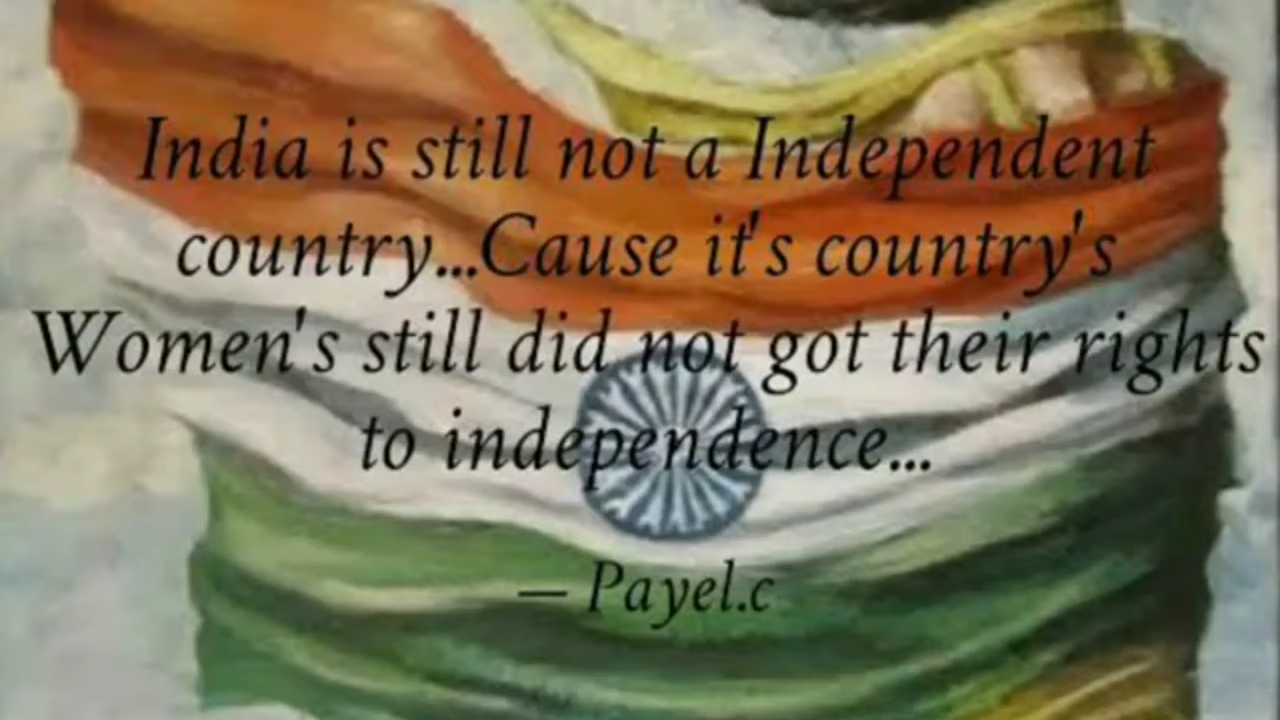 India is still not a Independent
country...Cause it's country's
Women's still did not got their rights
to independence...
— Payel.c